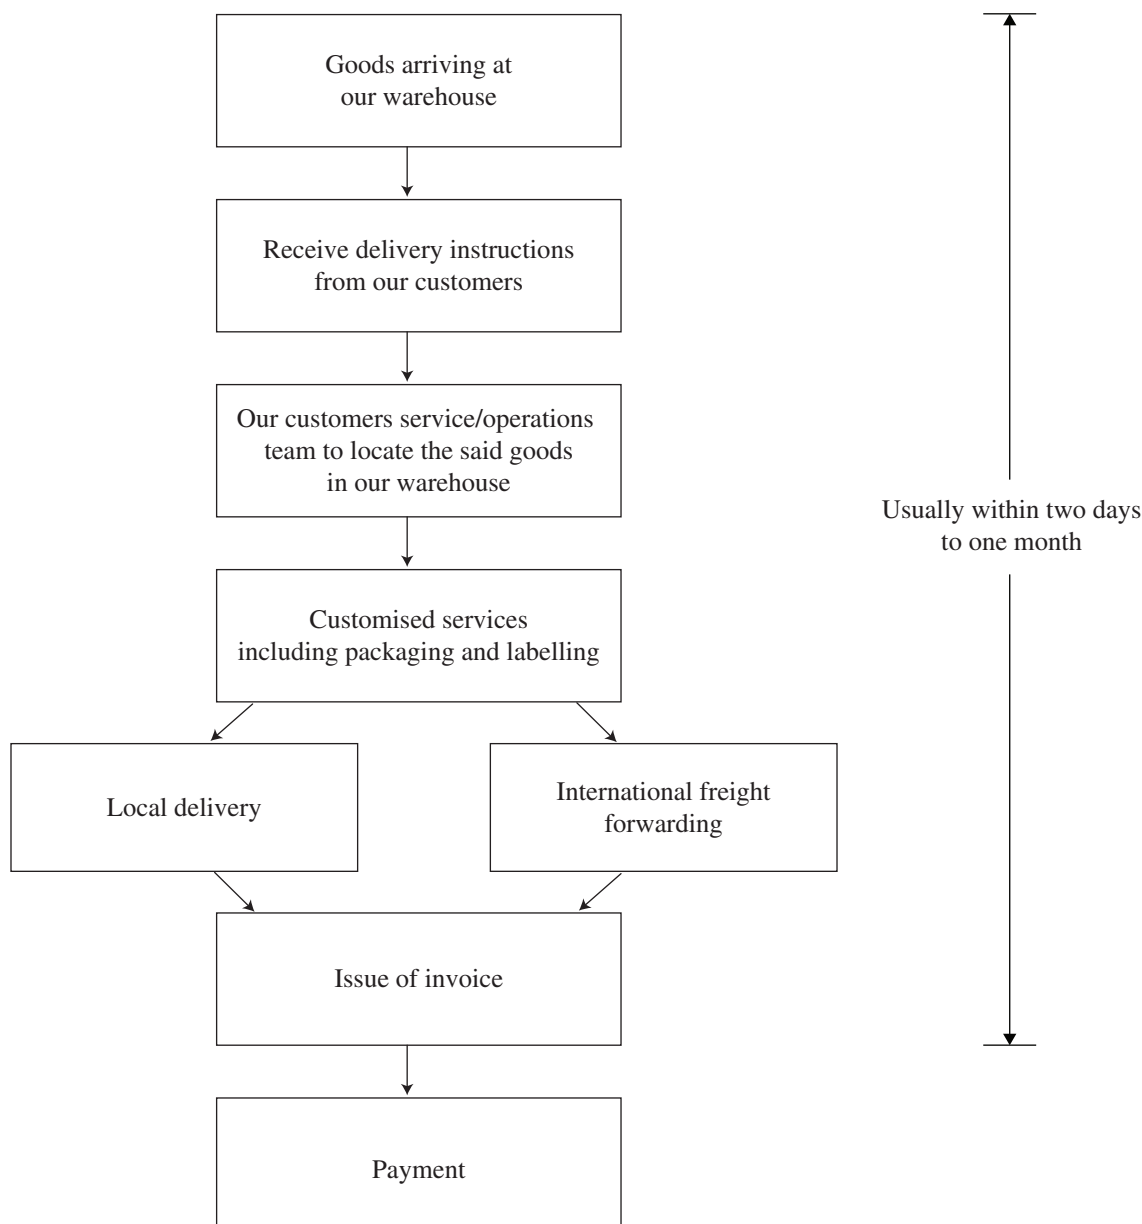 Goods arriving at
our warehouse
Receive delivery instructions
from our customers
Our customers service/operations
team to locate the said goods
in our warehouse
Usually within two days
to one month
Customised services
including packaging and labelling
Local delivery
International freight
forwarding
Issue of invoice
Payment